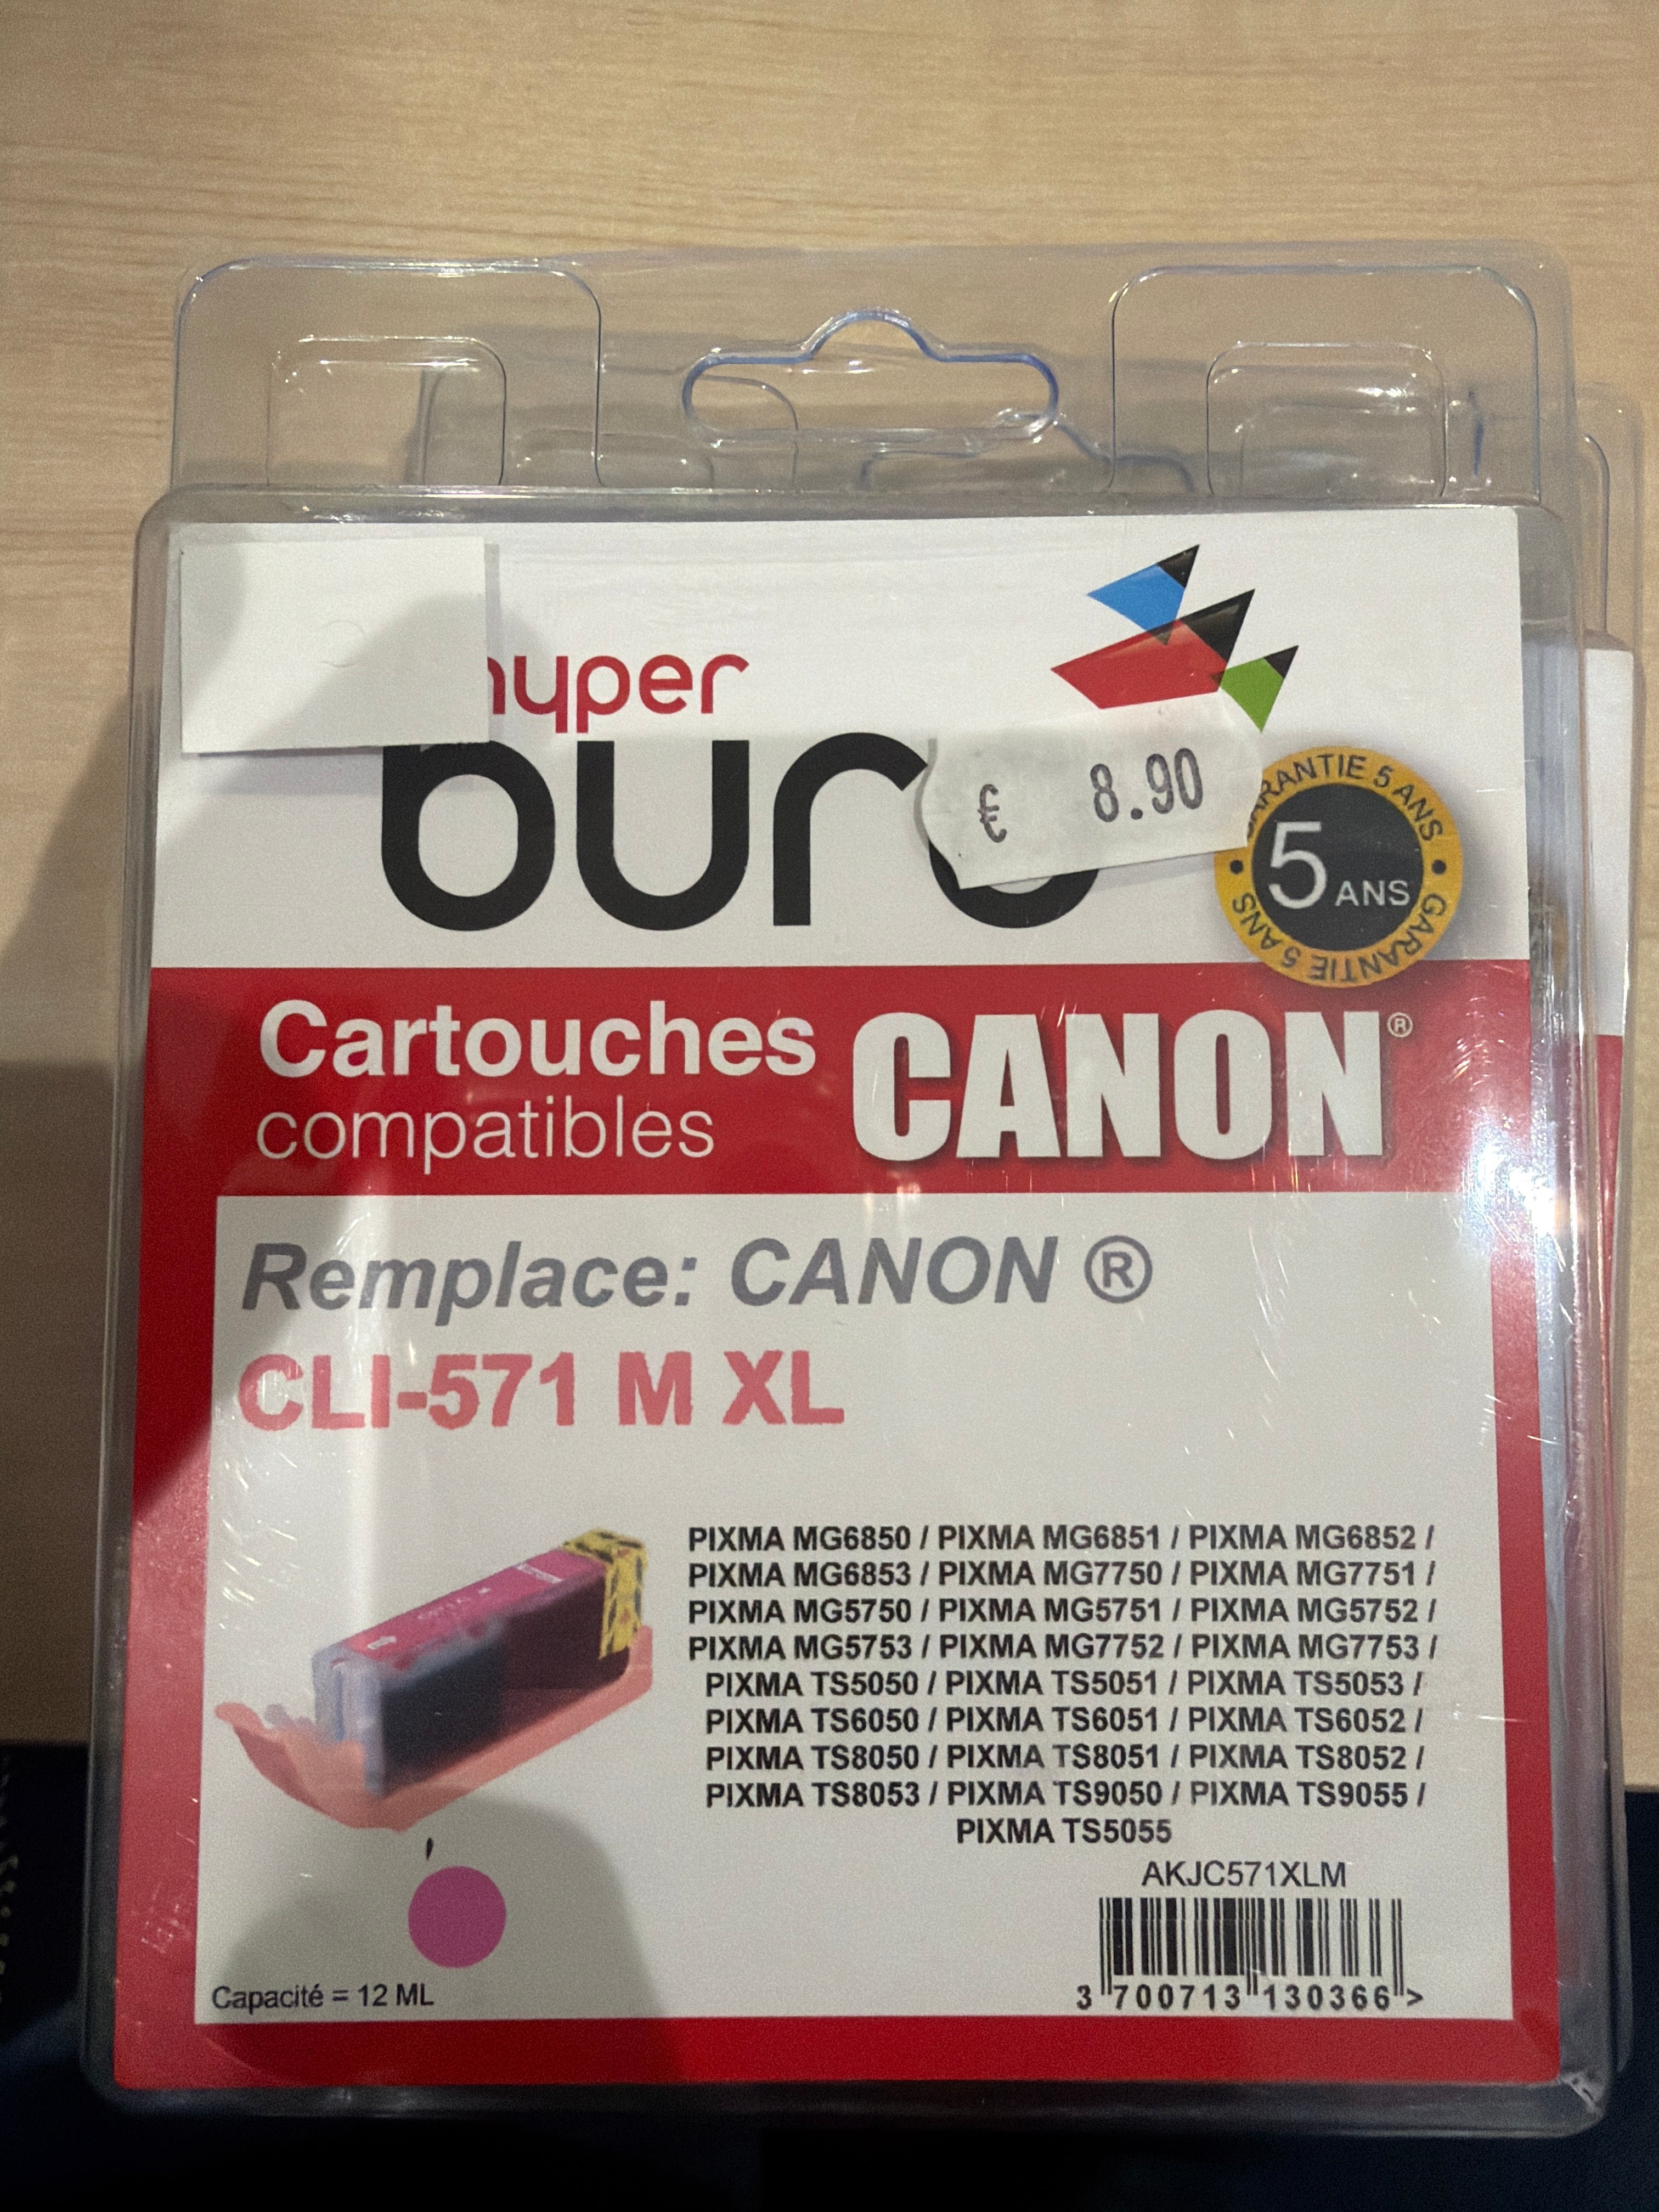 hyper
buro
€ 8.90
GARANTIE 5 ANS
5 ANS
GARANTIE 5 ANS
Cartouches
compatibles
CANON®
Remplace: CANON ®
CLI-571 M XL
PIXMA MG6850 / PIXMA MG6851 / PIXMA MG6852 /
PIXMA MG6853 / PIXMA MG7750 / PIXMA MG7751 /
PIXMA MG5750 / PIXMA MG5751 / PIXMA MG5752 /
PIXMA MG5753 / PIXMA MG7752 / PIXMA MG7753 /
PIXMA TS5050 / PIXMA TS5051 / PIXMA TS5053 /
PIXMA TS6050 / PIXMA TS6051 / PIXMA TS6052 /
PIXMA TS8050 / PIXMA TS8051 / PIXMA TS8052 /
PIXMA TS8053 / PIXMA TS9050 / PIXMA TS9055 /
PIXMA TS5055
AKJC571XLM
3 700713 130366 >
Capacité = 12 ML